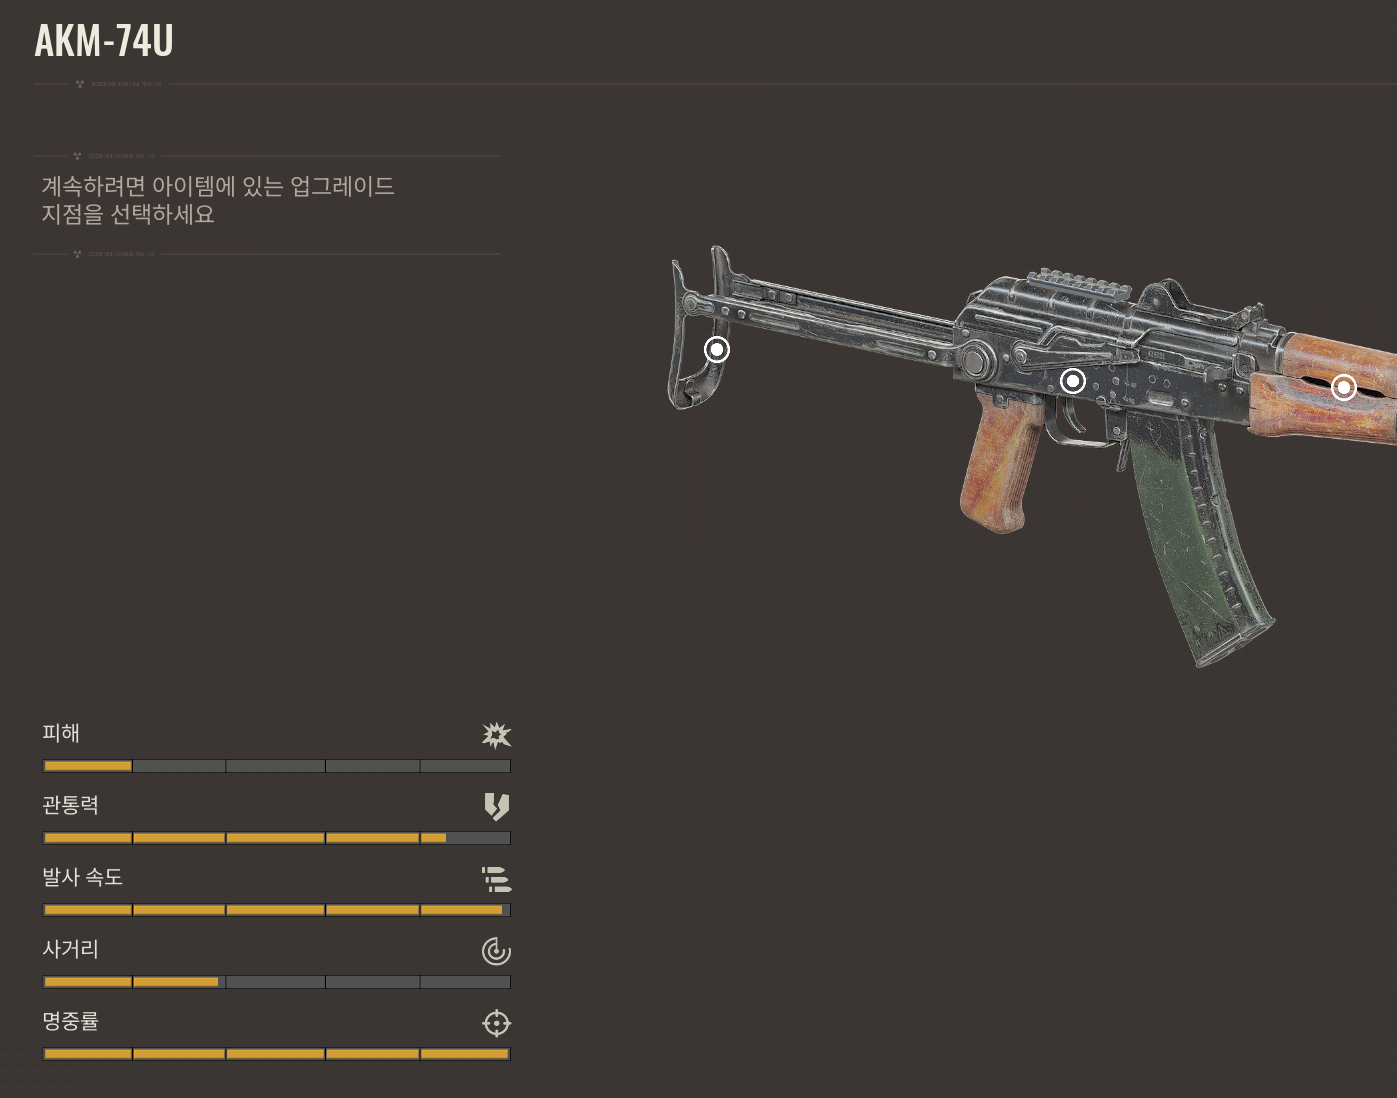 AKM-74U
계속하려면 아이템에 있는 업그레이드
지점을 선택하세요
피해
관통력
발사 속도
사거리
명중률